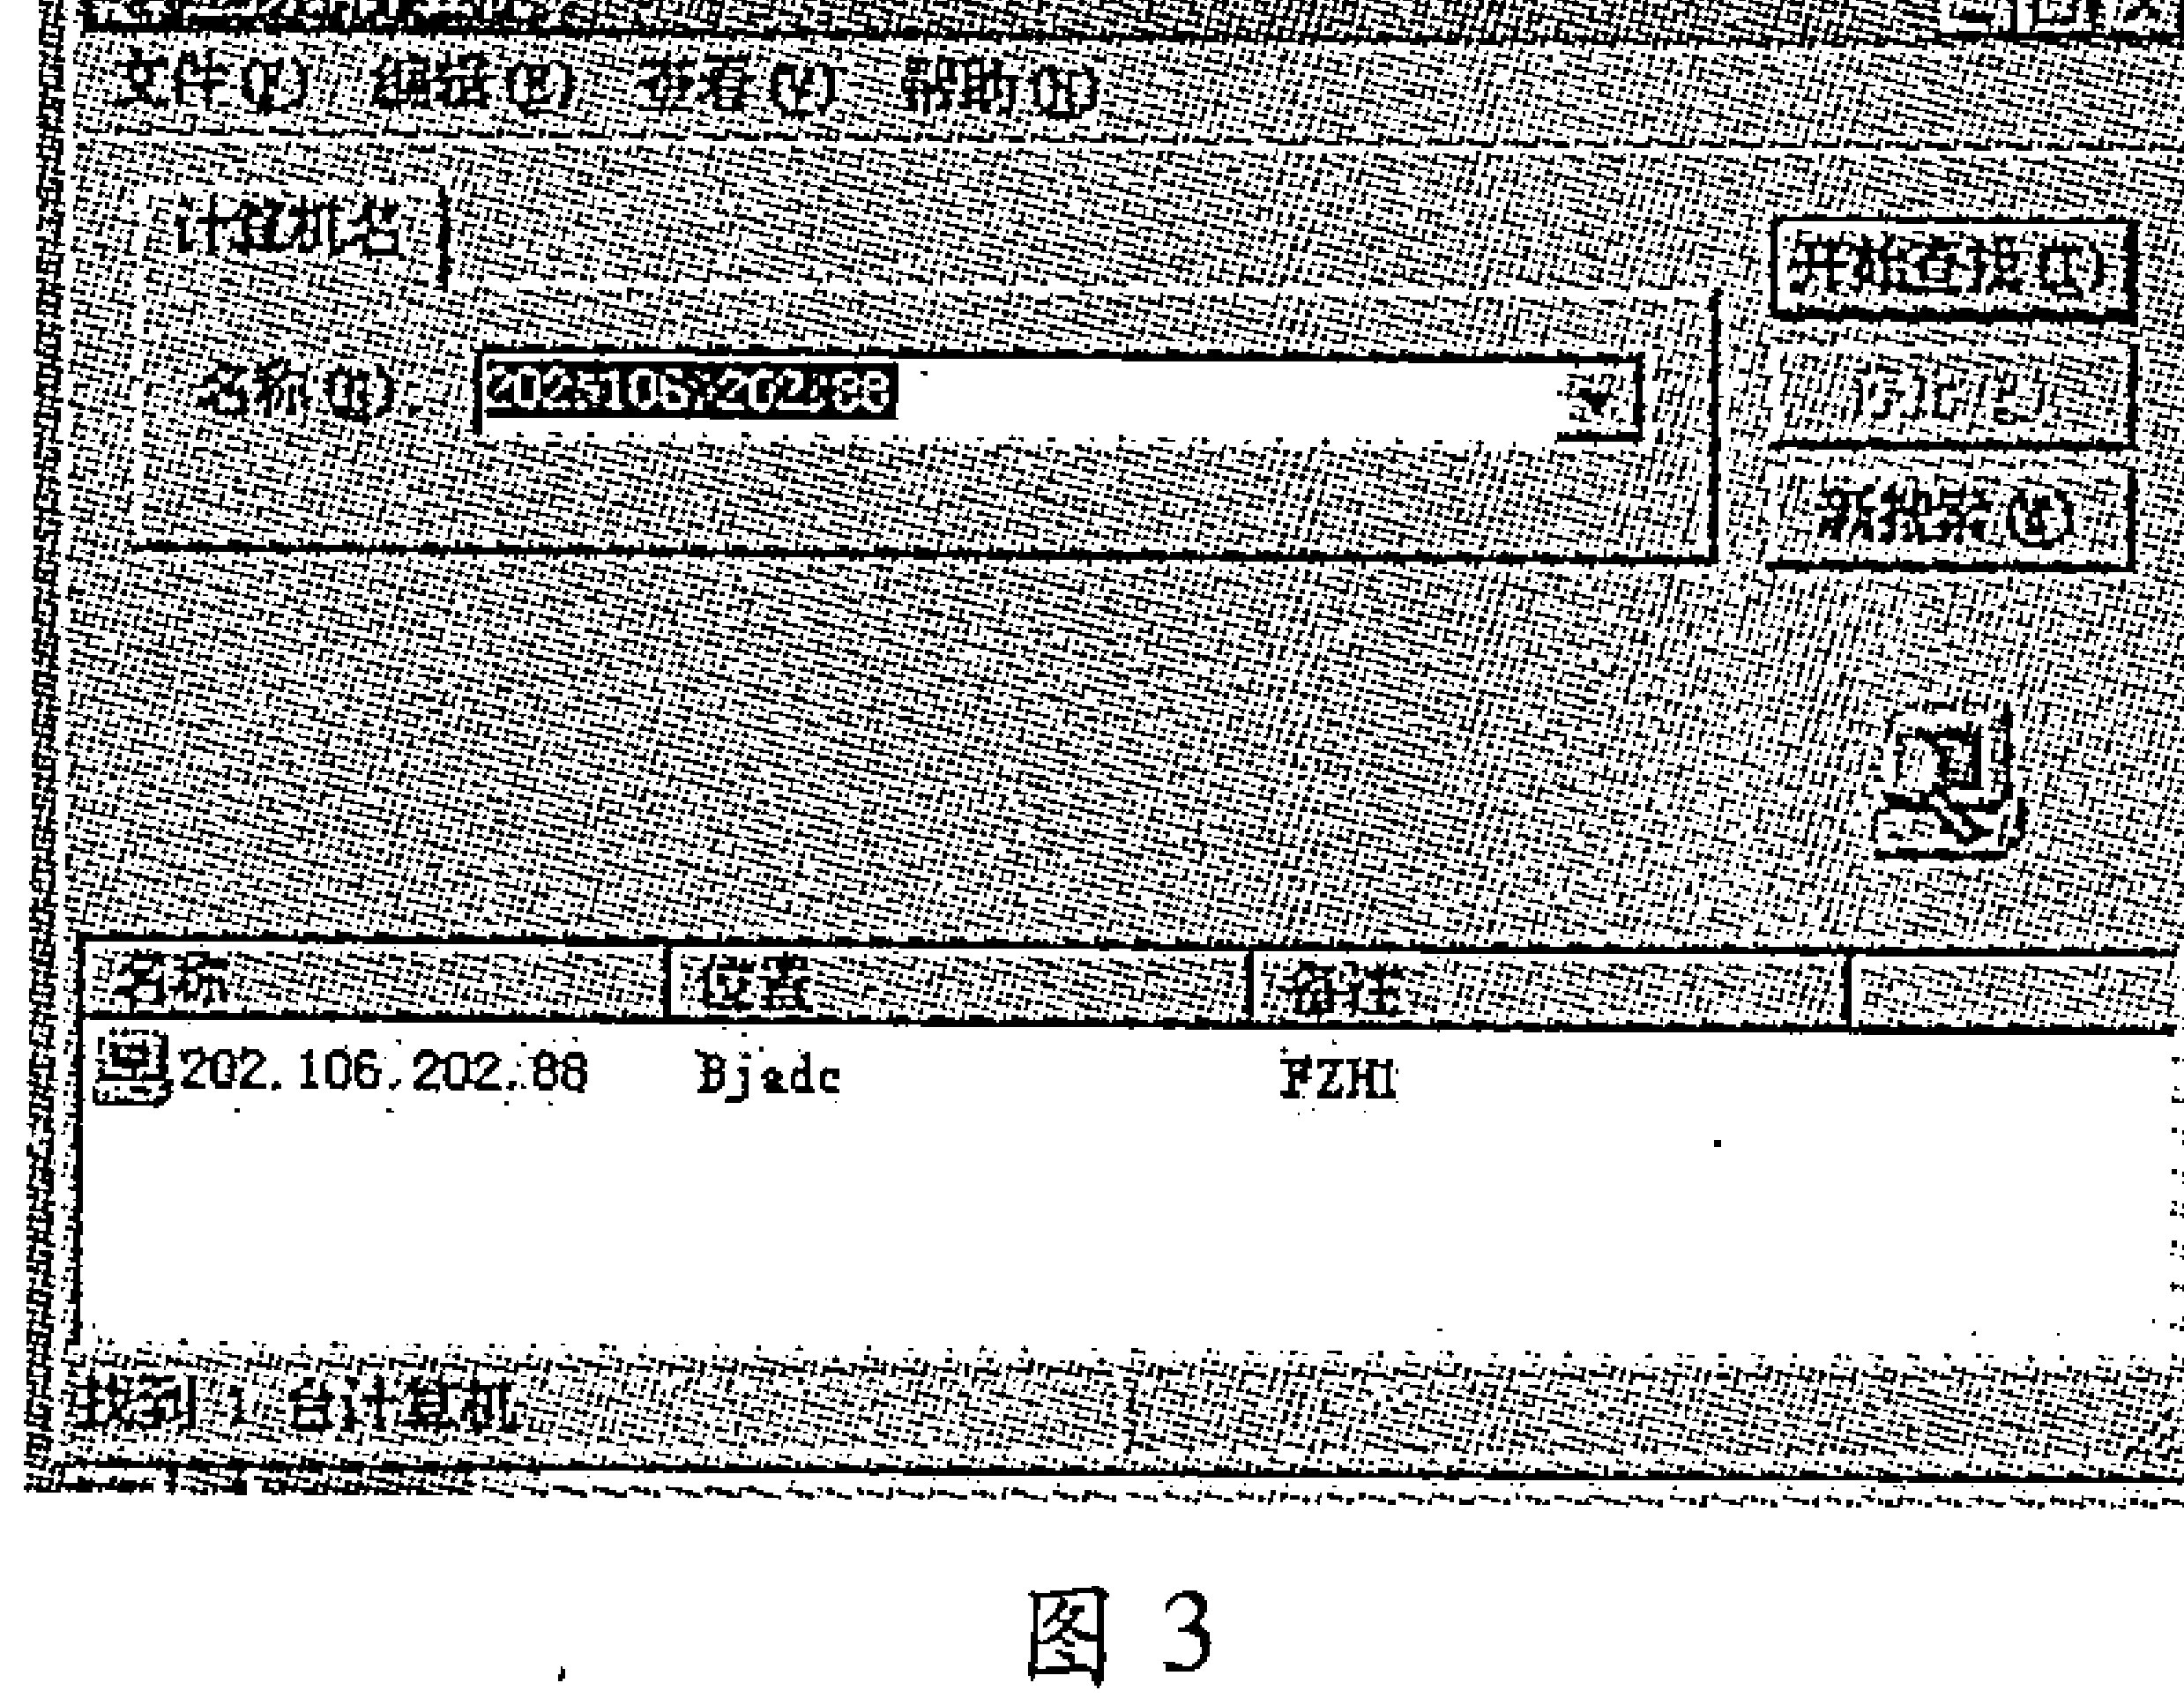 文件(F) 编辑(E) 查看(V) 帮助(H)
计算机名
名称(N): 202.106.202.88
开始查找(I)
停止(P)
新搜索(S)
名称 位置 备注
202.106.202.88 Bjadc FZHI
找到 1 台计算机
图 3